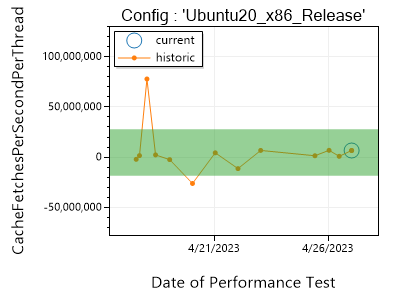 Config : 'Ubuntu20_x86_Release'
current
historic
CacheFetchesPerSecondPerThread
100,000,000
50,000,000
0
-50,000,000
4/21/2023
4/26/2023
Date of Performance Test